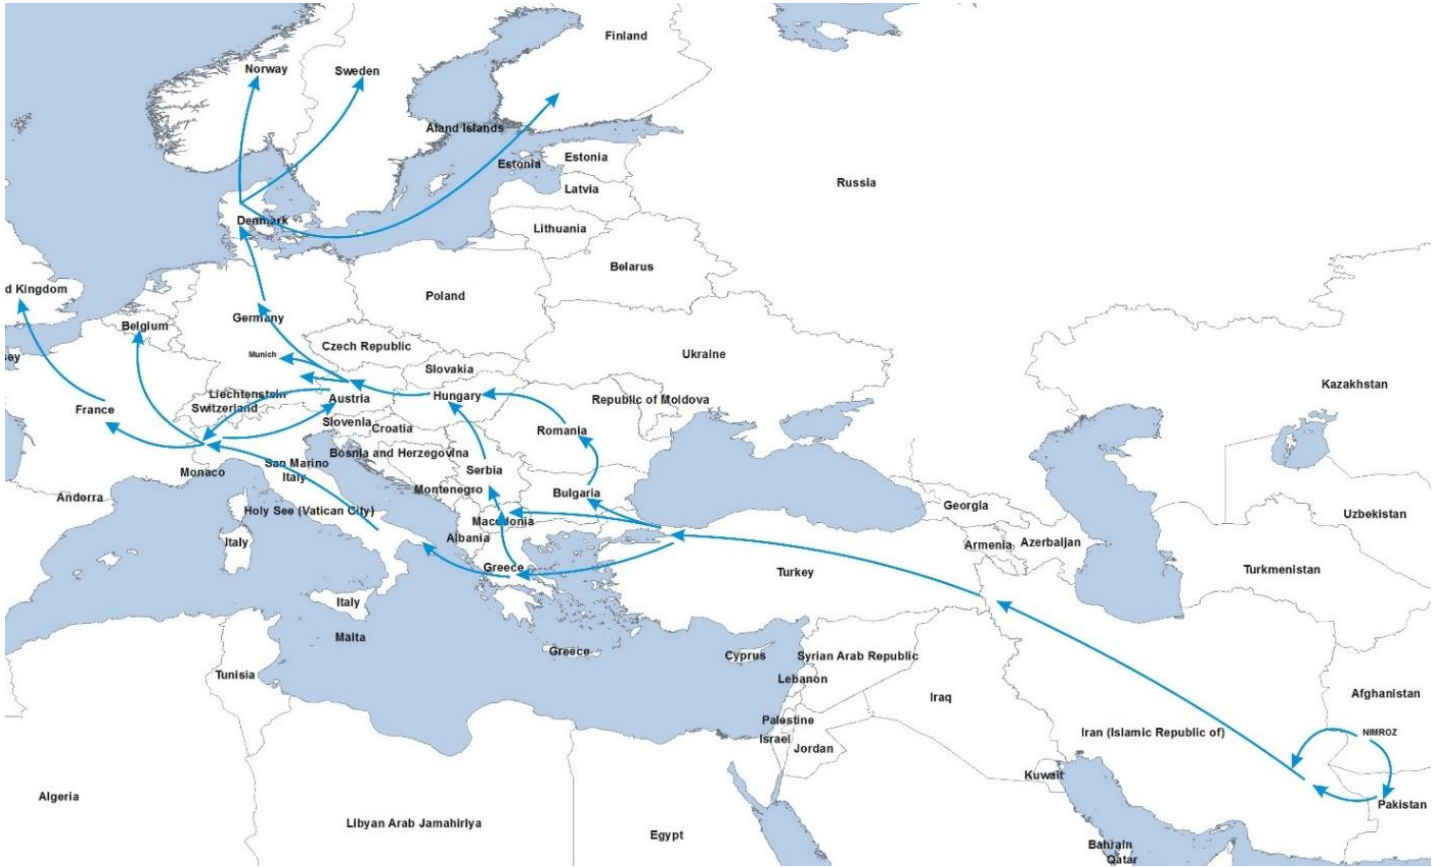 Finland
Norway
Sweden
Aland Islands
Estonia
Estonia
Latvia
Russia
Denmark
Lithuania
Belarus
d Kingdom
Poland
Germany
Belgium
Czech Republic
Munich
sey
Ukraine
Slovakia
Kazakhstan
Liechtenstein
Austria
Hungary
Republic of Moldova
Switzerland
France
Slovenia
Croatia
Romania
Bosnia and Herzegovina
San Marino
Italy
Monaco
Serbia
Montenegro
Bulgaria
Andorra
Holy See (Vatican City)
Georgia
Uzbekistan
Macedonia
Albania
Italy
Armenia
Azerbaijan
Greece
Turkey
Turkmenistan
Italy
Malta
Greece
Cyprus
Syrian Arab Republic
Tunisia
Lebanon
Iraq
Afghanistan
Palestine
Israel
Jordan
Iran (Islamic Republic of)
NIMROZ
Kuwait
Algeria
Pakistan
Libyan Arab Jamahiriya
Egypt
Bahrain
Qatar